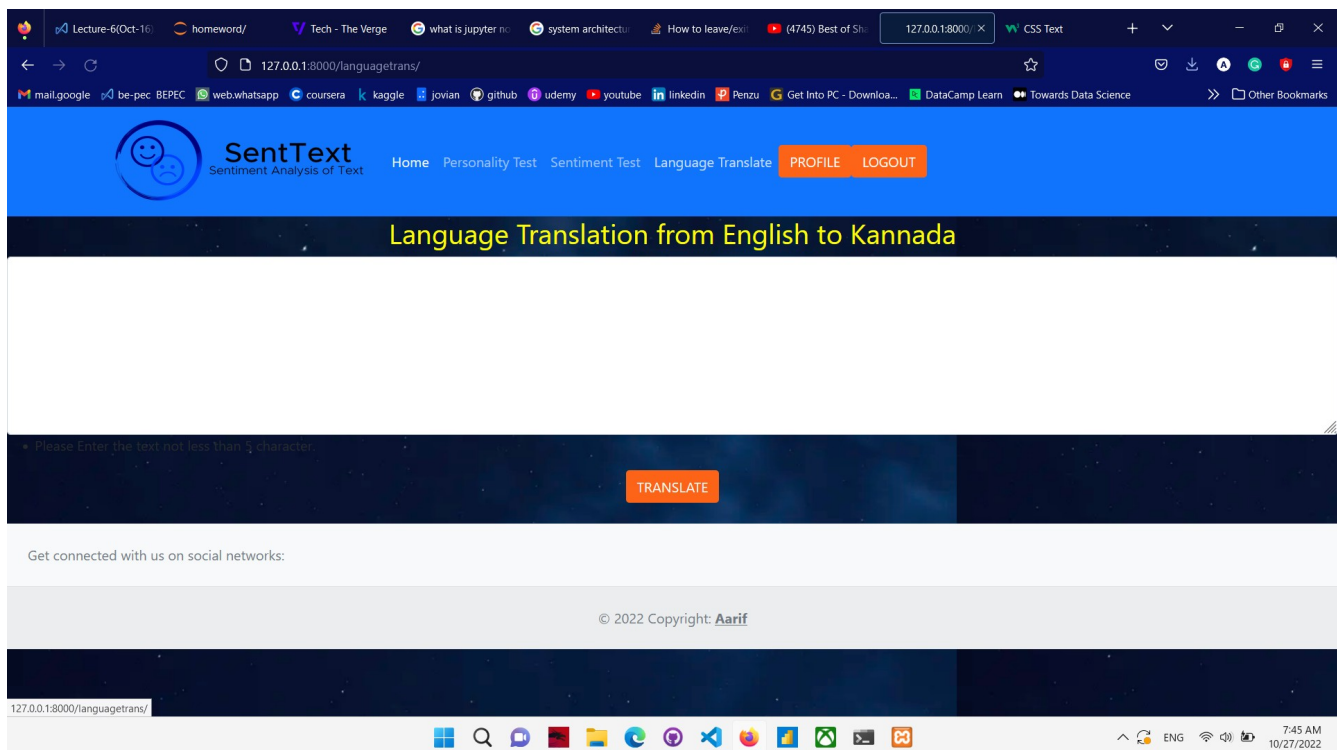 Lecture-6(Oct-16) homeword/ Tech - The Verge what is jupyter no system architectu How to leave/exi (4745) Best of Sha 127.0.0.1:8000/ CSS Text
127.0.0.1:8000/languagetrans/
mail.google be-pec BEPEC web.whatsapp coursera kaggle jovian github udemy youtube linkedin Penzu Get Into PC - Downloa... DataCamp Learn Towards Data Science Other Bookmarks
SentText
Sentiment Analysis of Text
Home Personality Test Sentiment Test Language Translate PROFILE LOGOUT
Language Translation from English to Kannada
• Please Enter the text not less than 5 character.
TRANSLATE
Get connected with us on social networks:
© 2022 Copyright: Aarif
127.0.0.1:8000/languagetrans/
ENG 7:45 AM
10/27/2022